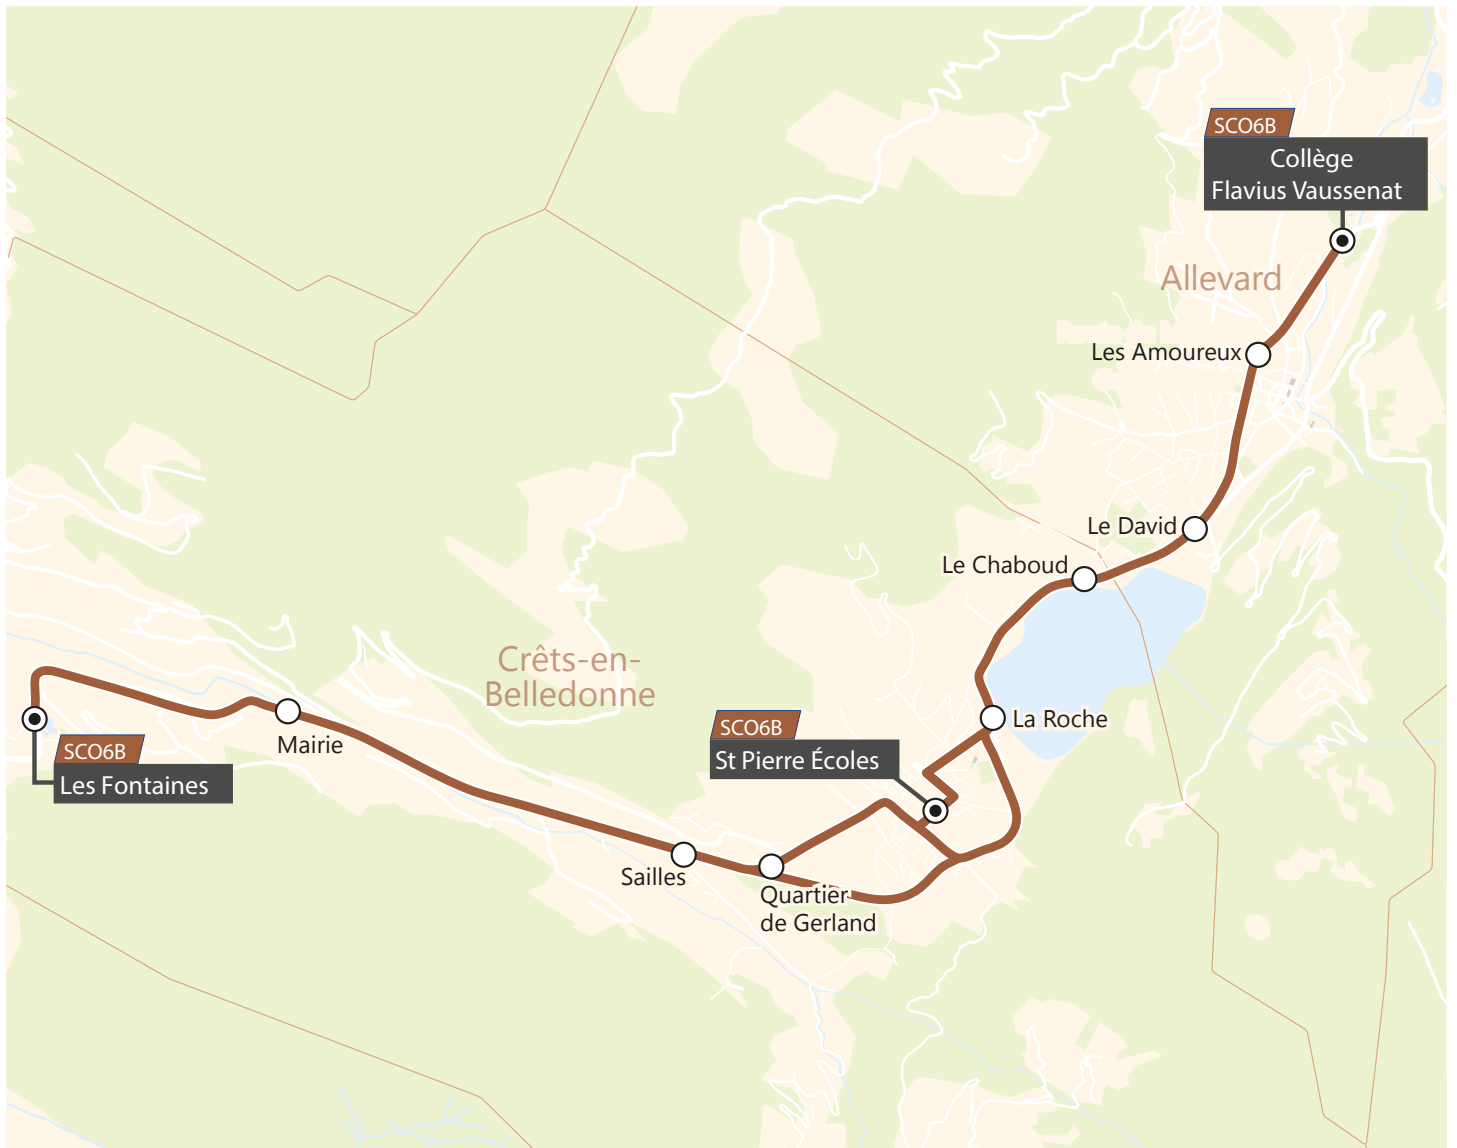 SCO6B
Collège
Flavius Vaussenat
Allevard
Les Amoureux
Le David
Le Chaboud
Crêts-en-
Belledonne
La Roche
SCO6B
St Pierre Écoles
Mairie
SCO6B
Les Fontaines
Sailles
Quartier
de Gerland